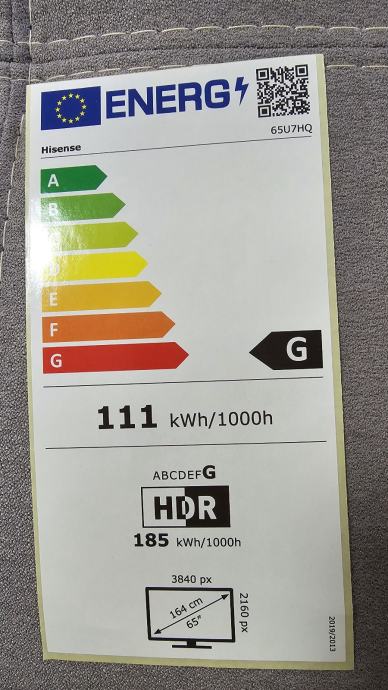 ENERG
65U7HQ
Hisense
A
B
D
E
F
G
G
111 kWh/1000h
ABCDEFG
HDR
185 kWh/1000h
3840 px
164 cm
65"
2160 px
2019/2013